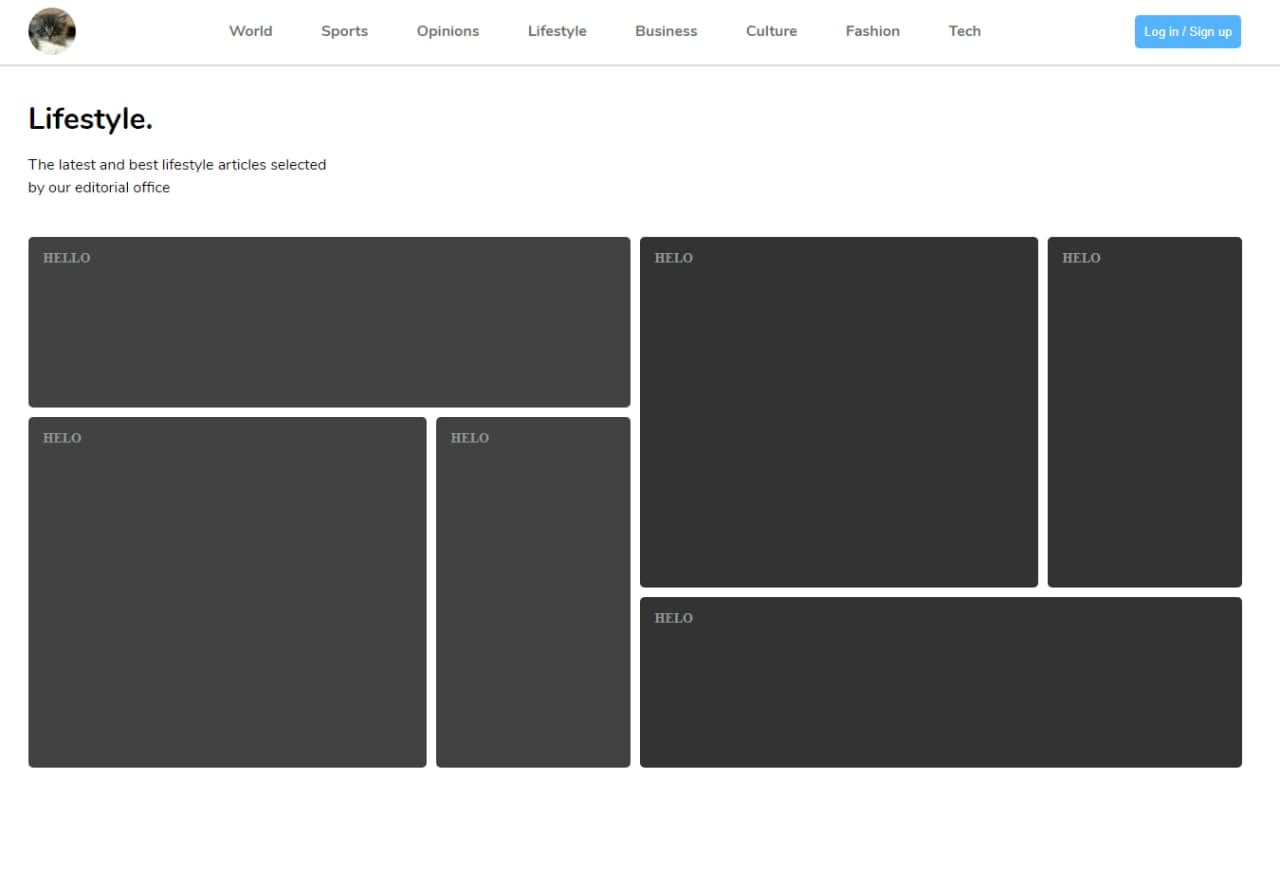 World Sports Opinions Lifestyle Business Culture Fashion Tech Log in / Sign up
Lifestyle.
The latest and best lifestyle articles selected
by our editorial office
HELLO
HELO
HELO
HELO
HELO
HELO